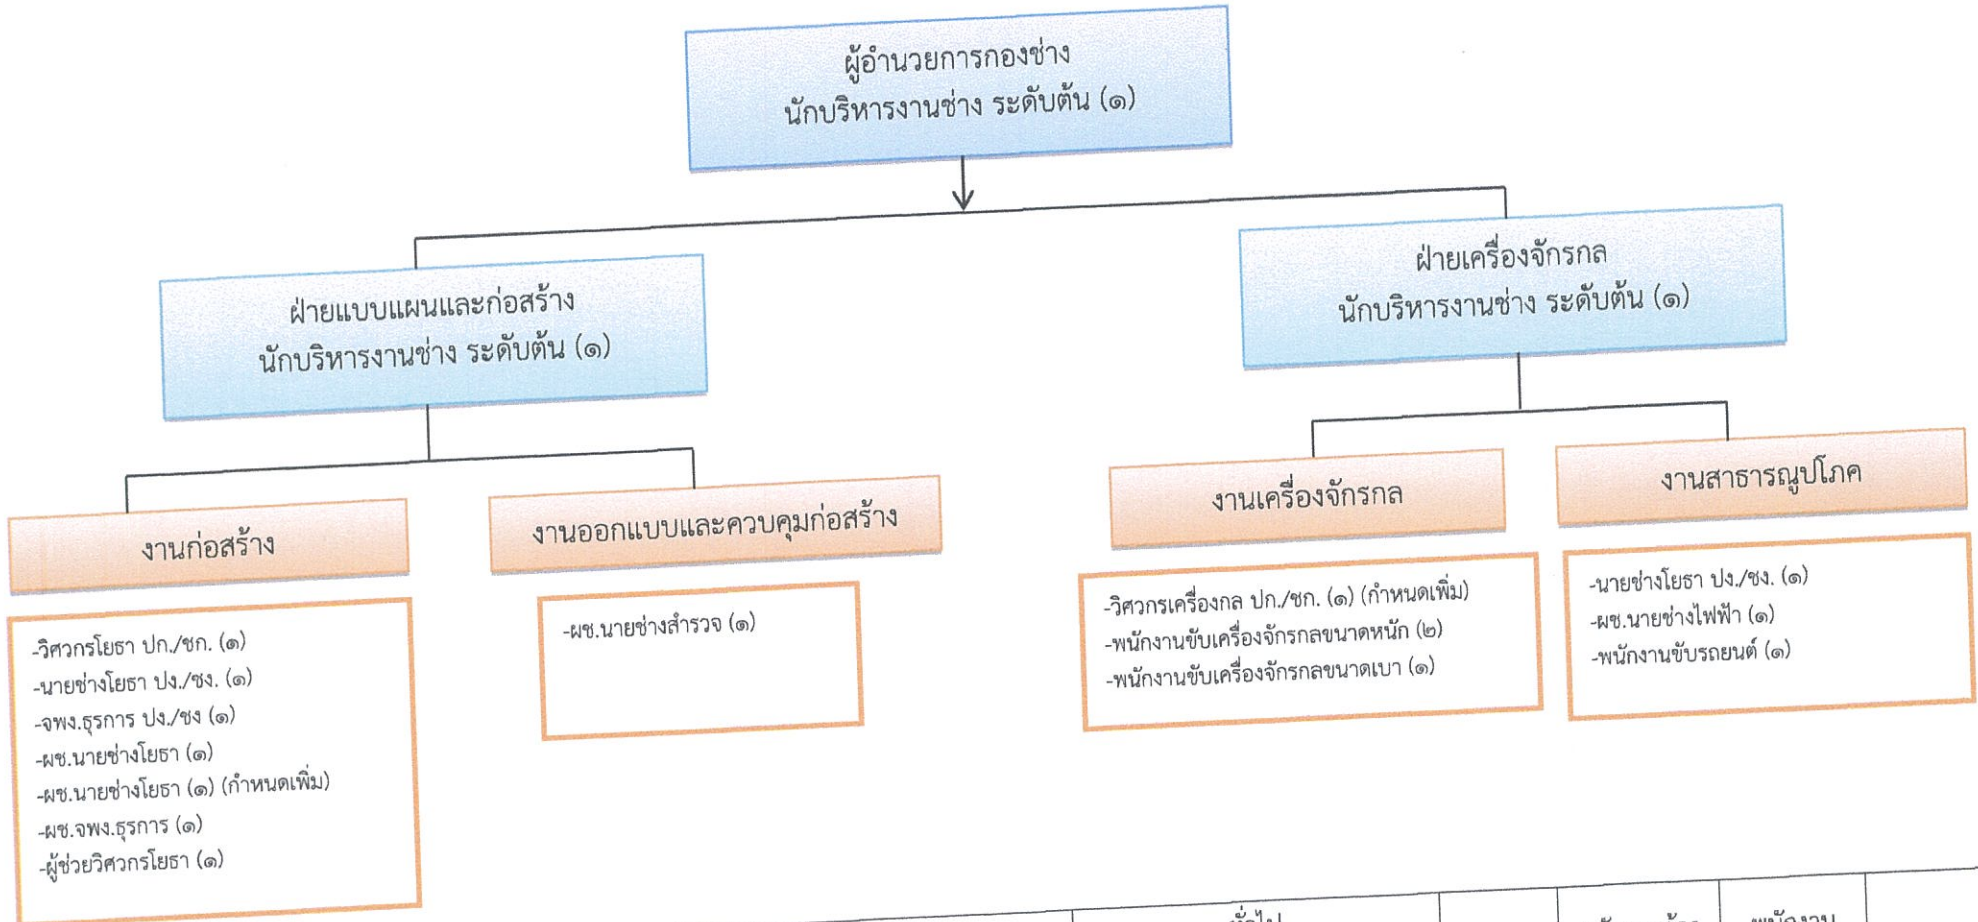 ผู้อำนวยการกองช่าง
นักบริหารงานช่าง ระดับต้น (๑)
ฝ่ายแบบแผนและก่อสร้าง
นักบริหารงานช่าง ระดับต้น (๑)
ฝ่ายเครื่องจักรกล
นักบริหารงานช่าง ระดับต้น (๑)
งานก่อสร้าง
-วิศวกรโยธา ปก./ชก. (๑)
-นายช่างโยธา ปง./ชง. (๑)
-จพง.ธุรการ ปง./ชง (๑)
-ผช.นายช่างโยธา (๑)
-ผช.นายช่างโยธา (๑) (กำหนดเพิ่ม)
-ผช.จพง.ธุรการ (๑)
-ผู้ช่วยวิศวกรโยธา (๑)
งานออกแบบและควบคุมก่อสร้าง
-ผช.นายช่างสำรวจ (๑)
งานเครื่องจักรกล
-วิศวกรเครื่องกล ปก./ชก. (๑) (กำหนดเพิ่ม)
-พนักงานขับเครื่องจักรกลขนาดหนัก (๒)
-พนักงานขับเครื่องจักรกลขนาดเบา (๑)
งานสาธารณูปโภค
-นายช่างโยธา ปง./ชง. (๑)
-ผช.นายช่างไฟฟ้า (๑)
-พนักงานขับรถยนต์ (๑)
พนักงาน